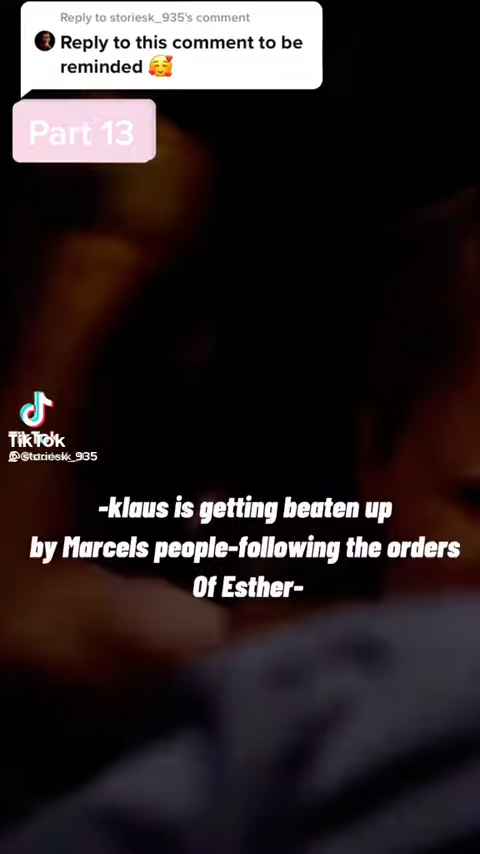 Reply to storiesk_935's comment
Reply to this comment to be
reminded 🥰
Part 13
TikTok
@storiesk_935
-klaus is getting beaten up
by Marcels people-following the orders
Of Esther-